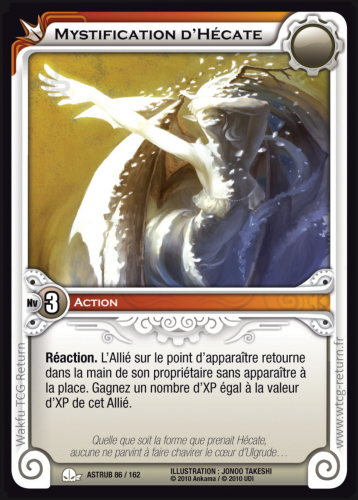 Mystification d'Hécate
Nv 3 Action
Réaction. L'Allié sur le point d'apparaître retourne
dans la main de son propriétaire sans apparaître à
la place. Gagnez un nombre d'XP égal à la valeur
d'XP de cet Allié.
Quelle que soit la forme que prenait Hécate,
aucune ne parvint à faire chavirer le cœur d'Ulgrude...
ASTRUB 86 / 162
ILLUSTRATION : JONOO TAKESHI
© 2010 Ankama / © 2010 UDI
Wakfu TCG Return
www.wtcg-return.fr